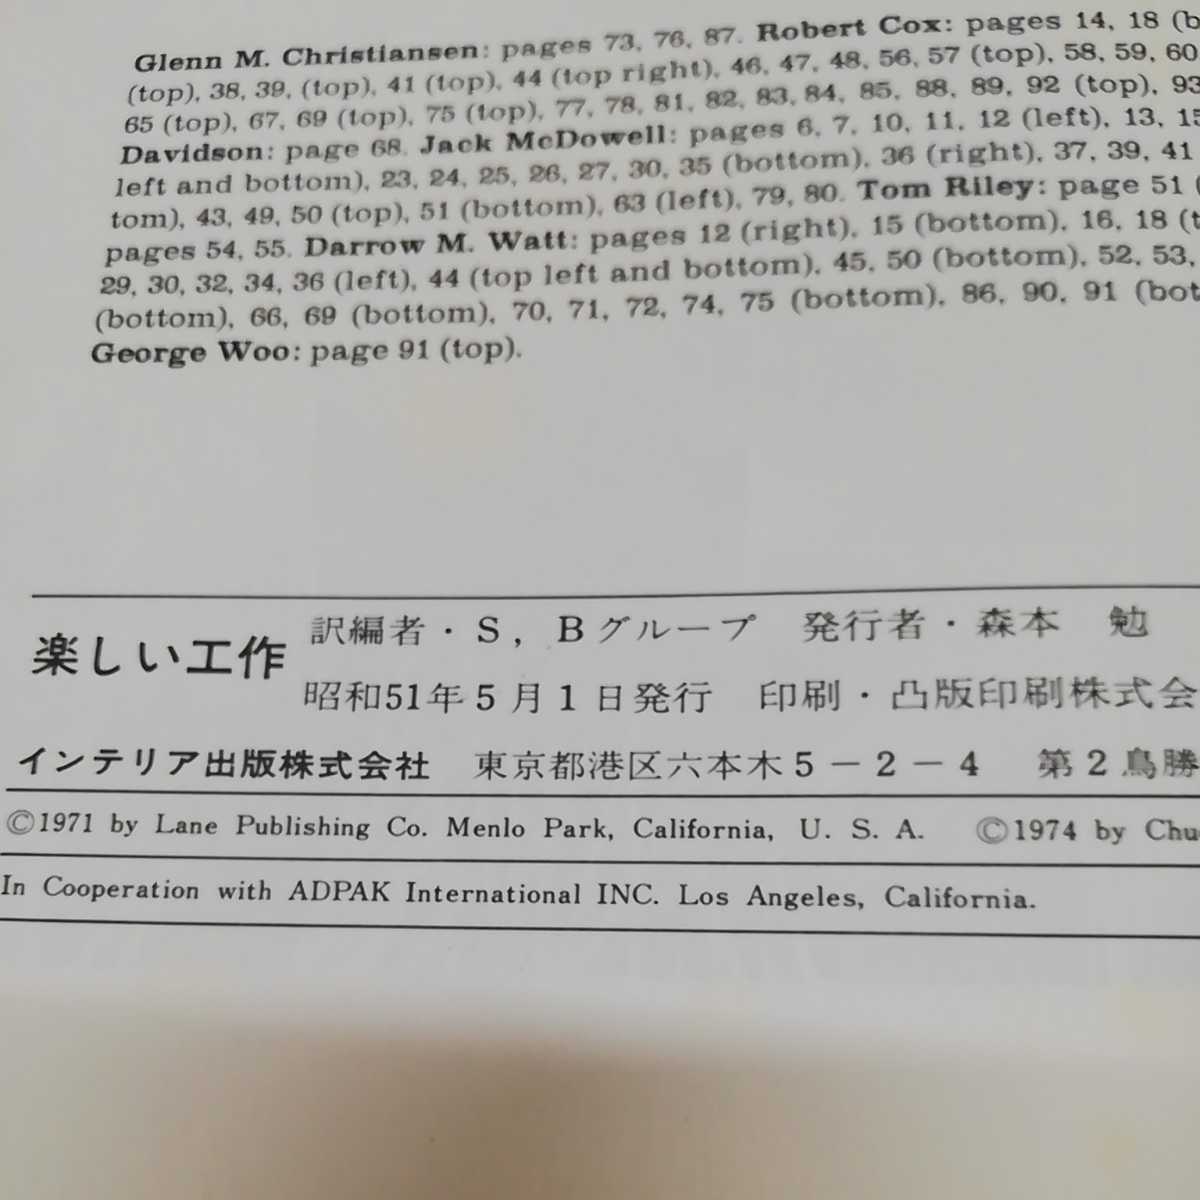 Glenn M. Christiansen: pages 73, 76, 87. Robert Cox: pages 14, 18 (b
(top), 38, 39, (top), 41 (top), 44 (top right), 46, 47, 48, 56, 57 (top), 58, 59, 60
65 (top), 67, 69 (top), 75 (top), 77, 78, 81, 82, 83, 84, 85, 88, 89, 92 (top), 93
Davidson: page 68. Jack McDowell: pages 6, 7, 10, 11, 12 (left), 13, 15
left and bottom), 23, 24, 25, 26, 27, 30, 35 (bottom), 36 (right), 37, 39, 41
tom), 43, 49, 50 (top), 51 (bottom), 63 (left), 79, 80. Tom Riley: page 51 (
pages 54, 55. Darrow M. Watt: pages 12 (right), 15 (bottom), 16, 18 (t
29, 30, 32, 34, 36 (left), 44 (top left and bottom), 45, 50 (bottom), 52, 53,
(bottom), 66, 69 (bottom), 70, 71, 72, 74, 75 (bottom), 86, 90, 91 (bot
George Woo: page 91 (top).
楽しい工作 訳編者・S，Bグループ 発行者・森本 勉
昭和51年5月1日発行 印刷・凸版印刷株式会
インテリア出版株式会社 東京都港区六本木5－2－4 第2鳥勝
©1971 by Lane Publishing Co. Menlo Park, California, U. S. A. ©1974 by Chu
In Cooperation with ADPAK International INC. Los Angeles, California.